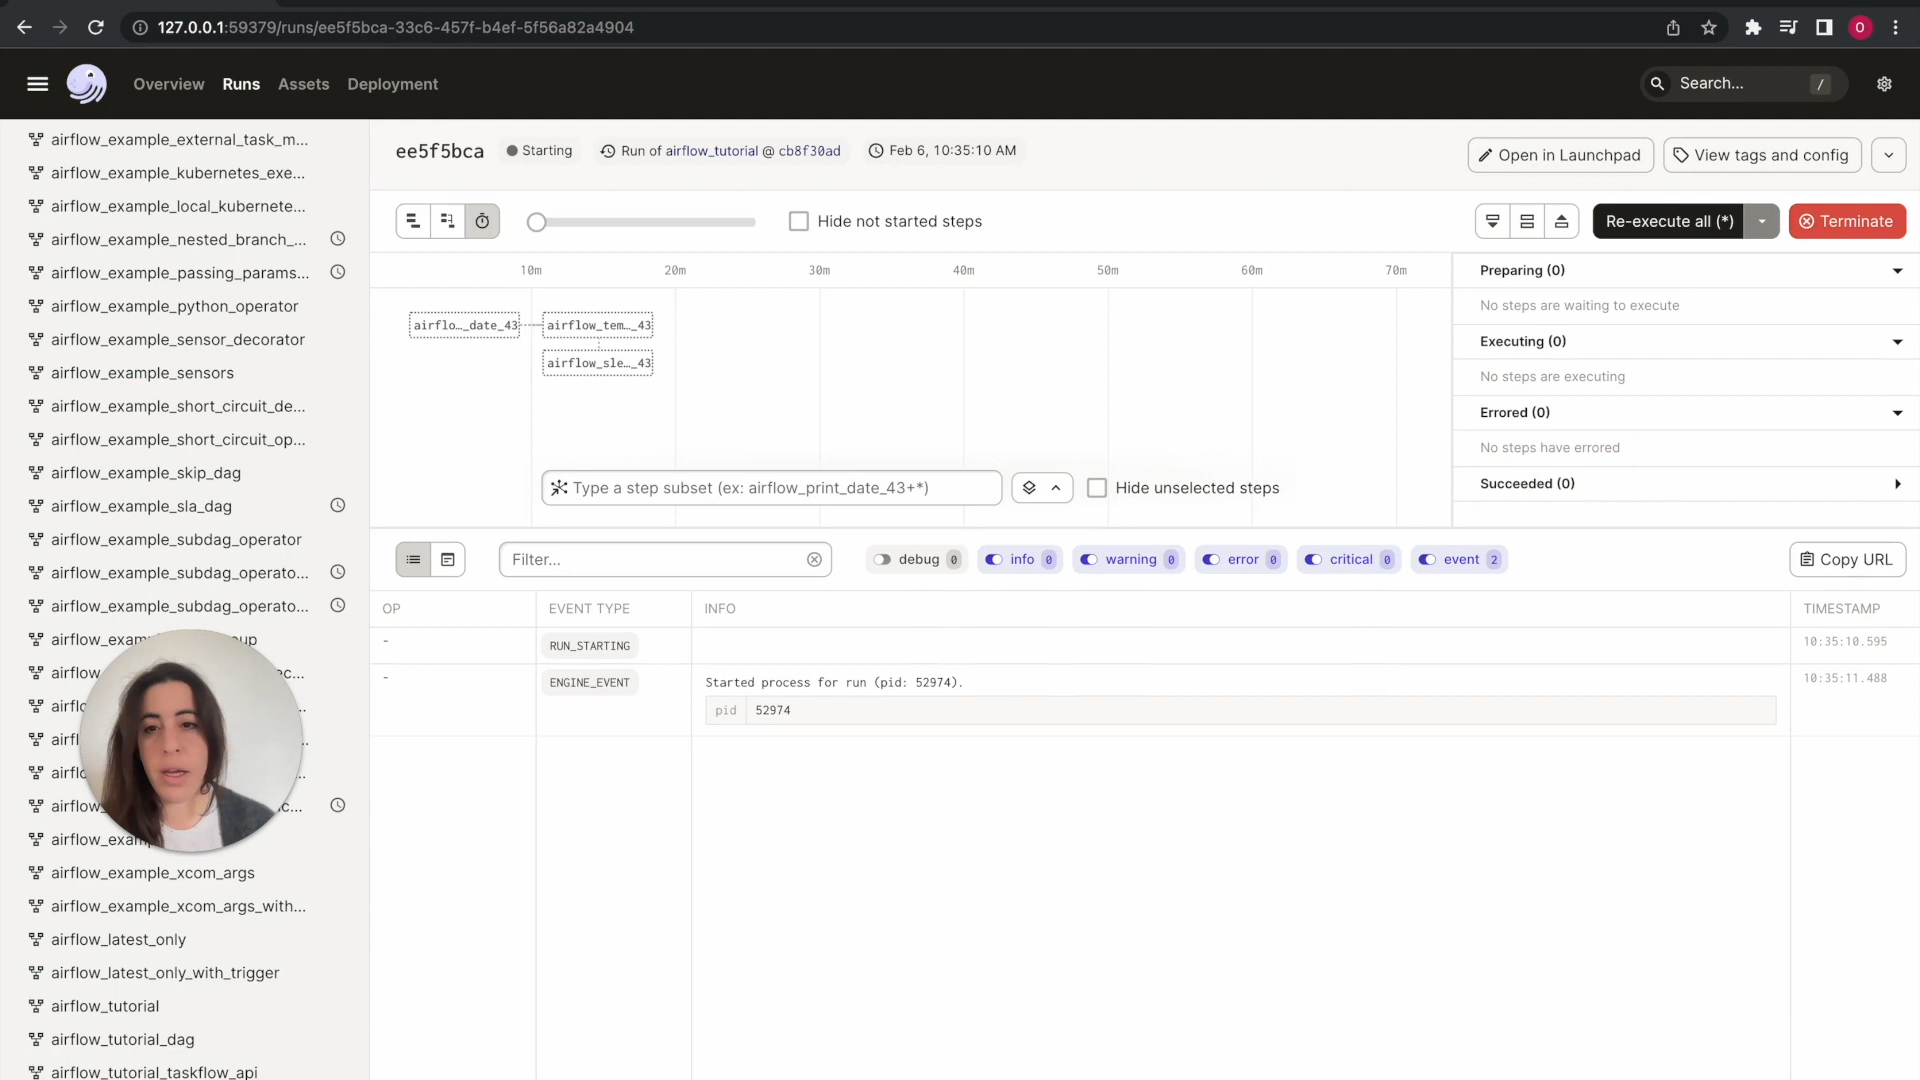 127.0.0.1:59379/runs/ee5f5bca-33c6-457f-b4ef-5f56a82a4904
O
Overview
Runs
Assets
Deployment
Search...
/
airflow_example_external_task_m...
airflow_example_kubernetes_exe...
airflow_example_local_kubernete...
airflow_example_nested_branch_...
airflow_example_passing_params...
airflow_example_python_operator
airflow_example_sensor_decorator
airflow_example_sensors
airflow_example_short_circuit_de...
airflow_example_short_circuit_op...
airflow_example_skip_dag
airflow_example_sla_dag
airflow_example_subdag_operator
airflow_example_subdag_operato...
airflow_example_subdag_operato...
airflow_example_xcom_args
airflow_example_xcom_args_with...
airflow_latest_only
airflow_latest_only_with_trigger
airflow_tutorial
airflow_tutorial_dag
airflow_tutorial_taskflow_api
ee5f5bca
Starting
Run of airflow_tutorial @ cb8f30ad
Feb 6, 10:35:10 AM
Open in Launchpad
View tags and config
Hide not started steps
Re-execute all (*)
Terminate
10m 20m 30m 40m 50m 60m 70m
airflo…_date_43
airflow_tem…_43
airflow_sle…_43
Type a step subset (ex: airflow_print_date_43+*)
Hide unselected steps
Preparing (0)
No steps are waiting to execute
Executing (0)
No steps are executing
Errored (0)
No steps have errored
Succeeded (0)
Filter...
debug 0
info 0
warning 0
error 0
critical 0
event 2
Copy URL
OP EVENT TYPE INFO TIMESTAMP
- RUN_STARTING 10:35:10.595
- ENGINE_EVENT Started process for run (pid: 52974). 10:35:11.488
pid 52974